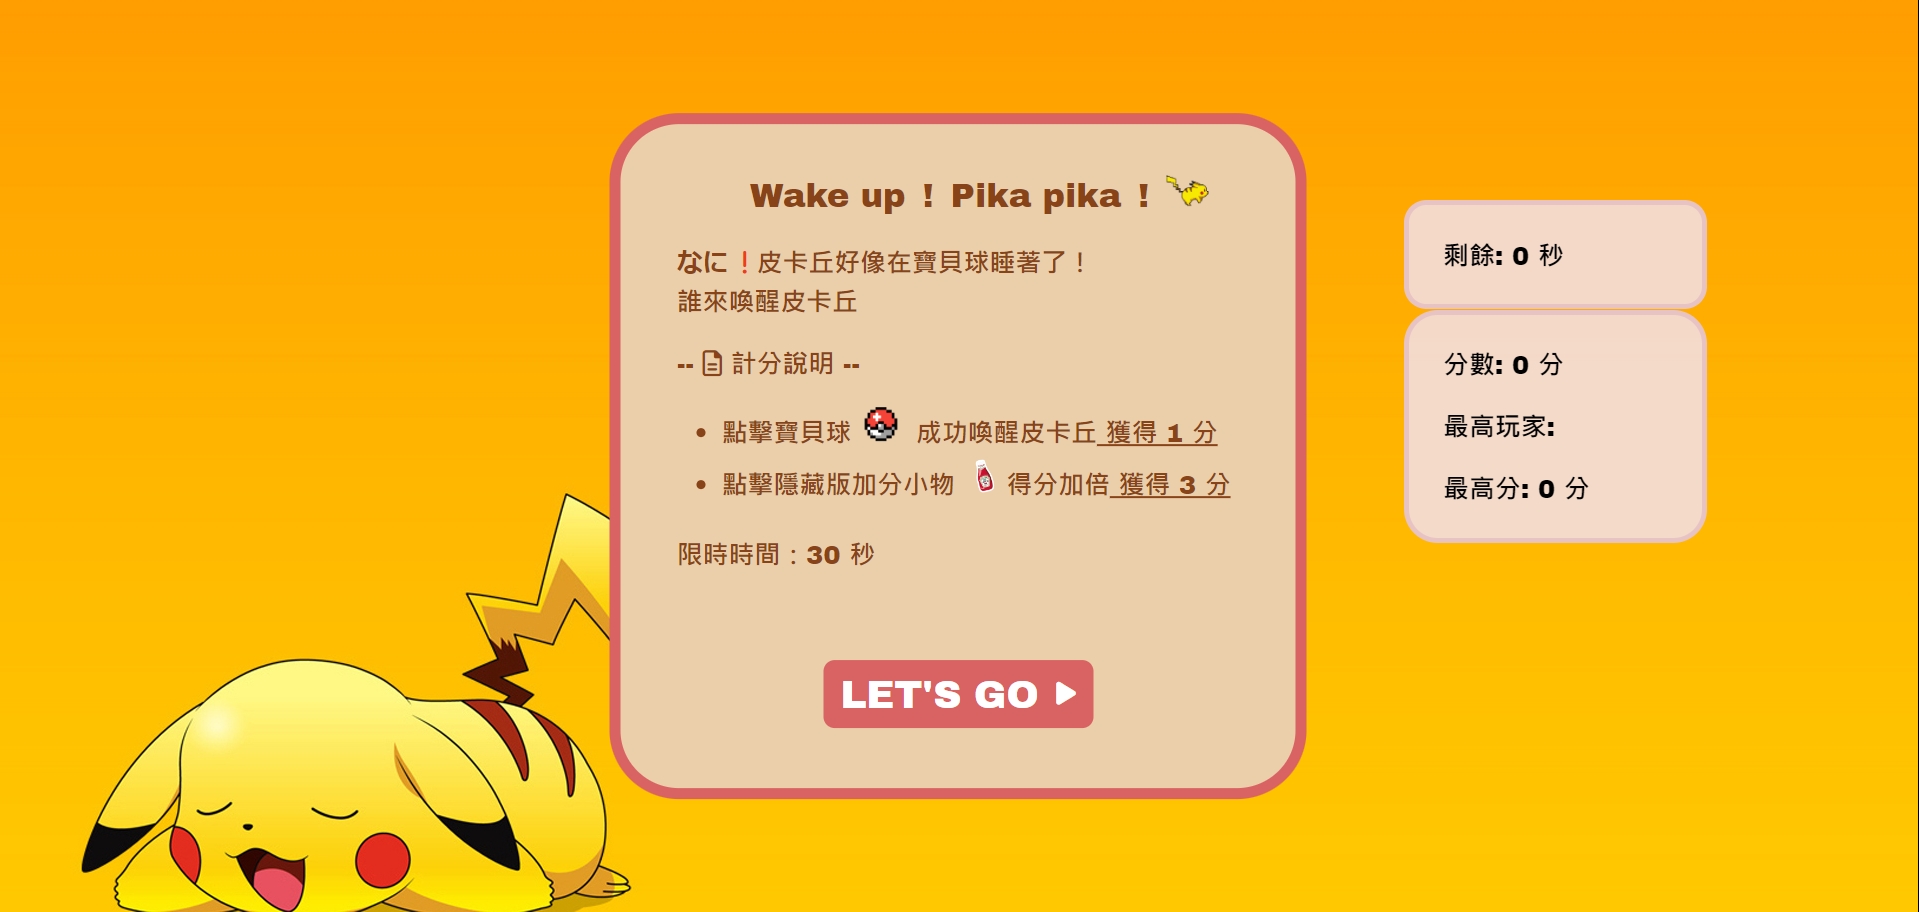 Wake up！Pika pika！
なに❗皮卡丘好像在寶貝球睡著了！
誰來喚醒皮卡丘
-- 計分說明 --
• 點擊寶貝球 成功喚醒皮卡丘 獲得 1 分
• 點擊隱藏版加分小物 得分加倍 獲得 3 分
限時時間：30 秒
LET'S GO
剩餘: 0 秒
分數: 0 分
最高玩家:
最高分: 0 分